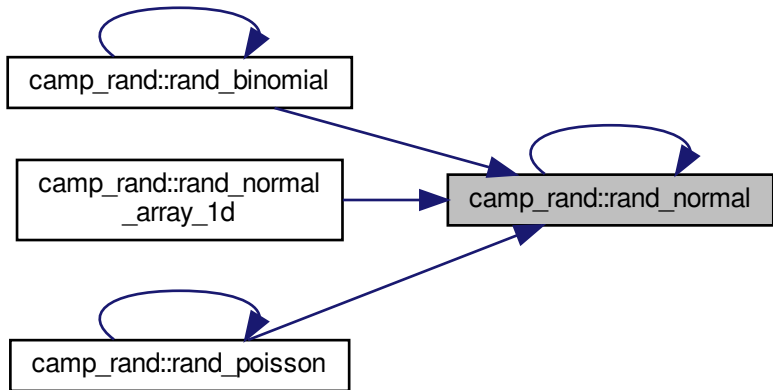 camp_rand::rand_binomial
camp_rand::rand_normal
_array_1d
camp_rand::rand_normal
camp_rand::rand_poisson